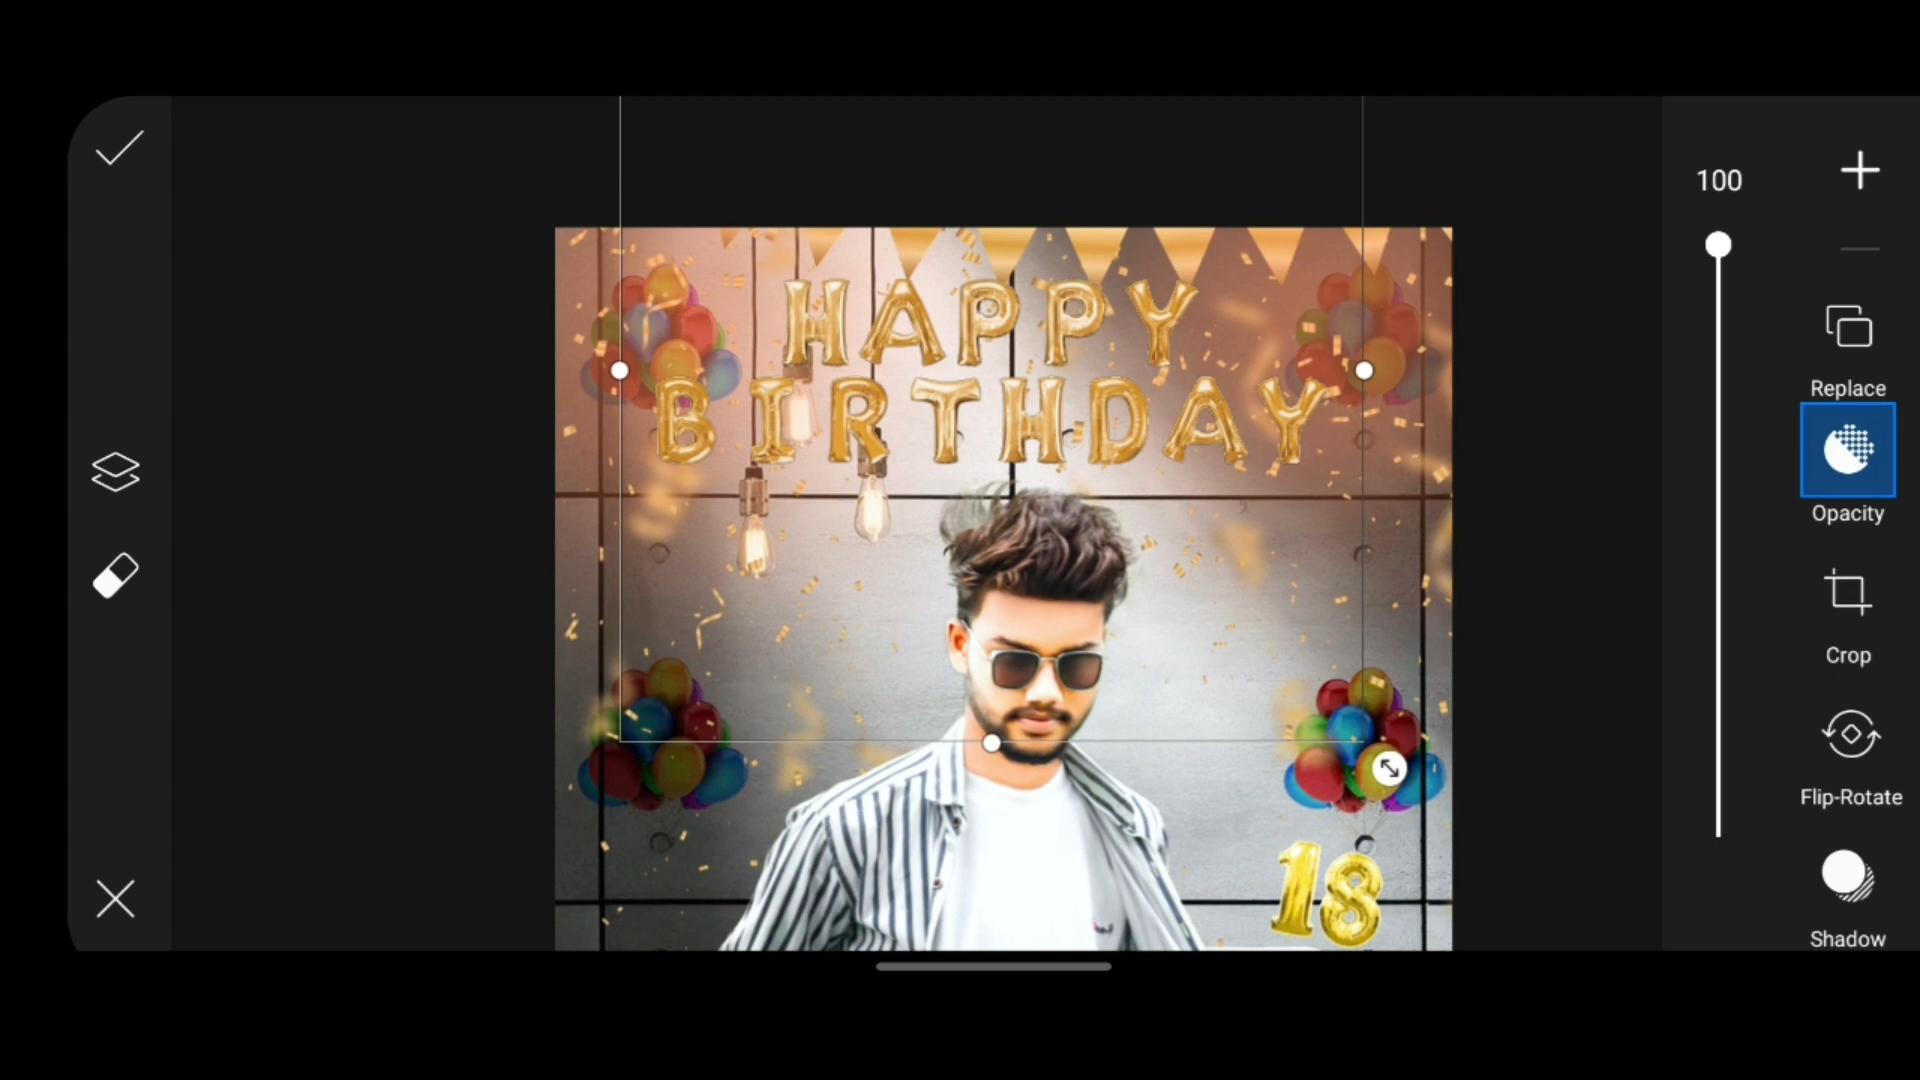 100
Replace
Opacity
Crop
Flip-Rotate
Shadow
HAPPY
BIRTHDAY
18